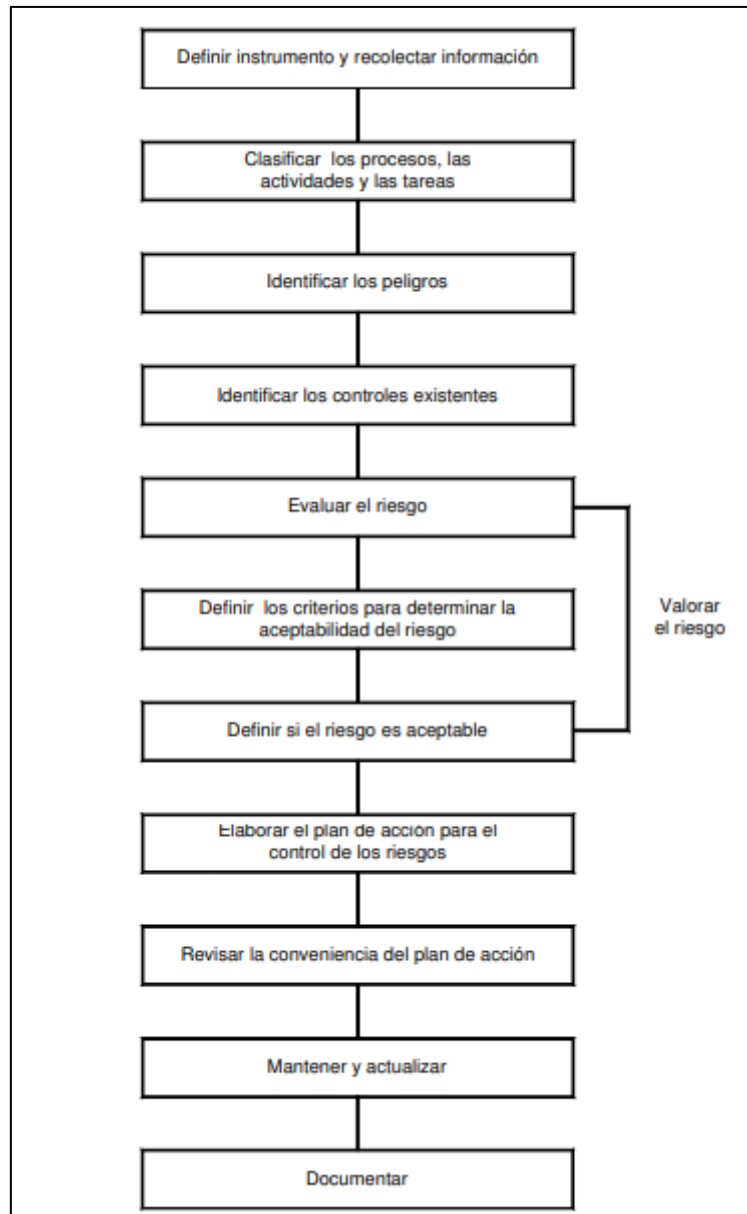 Definir instrumento y recolectar información
Clasificar los procesos, las
actividades y las tareas
Identificar los peligros
Identificar los controles existentes
Evaluar el riesgo
Definir los criterios para determinar la
aceptabilidad del riesgo
Valorar
el riesgo
Definir si el riesgo es aceptable
Elaborar el plan de acción para el
control de los riesgos
Revisar la conveniencia del plan de acción
Mantener y actualizar
Documentar